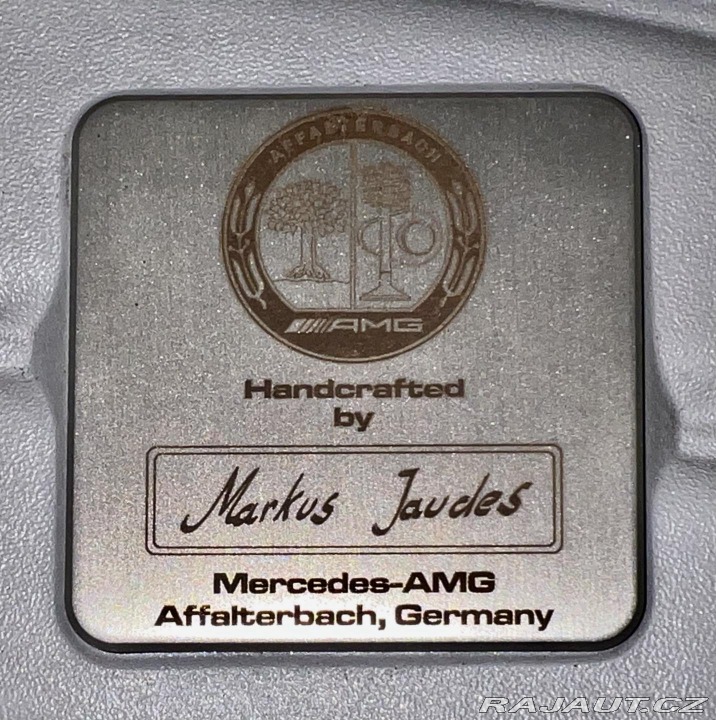 AFFALTERBACH
AMG
Handcrafted
by
Markus Jaudes
Mercedes-AMG
Affalterbach, Germany
RAJAUT.CZ